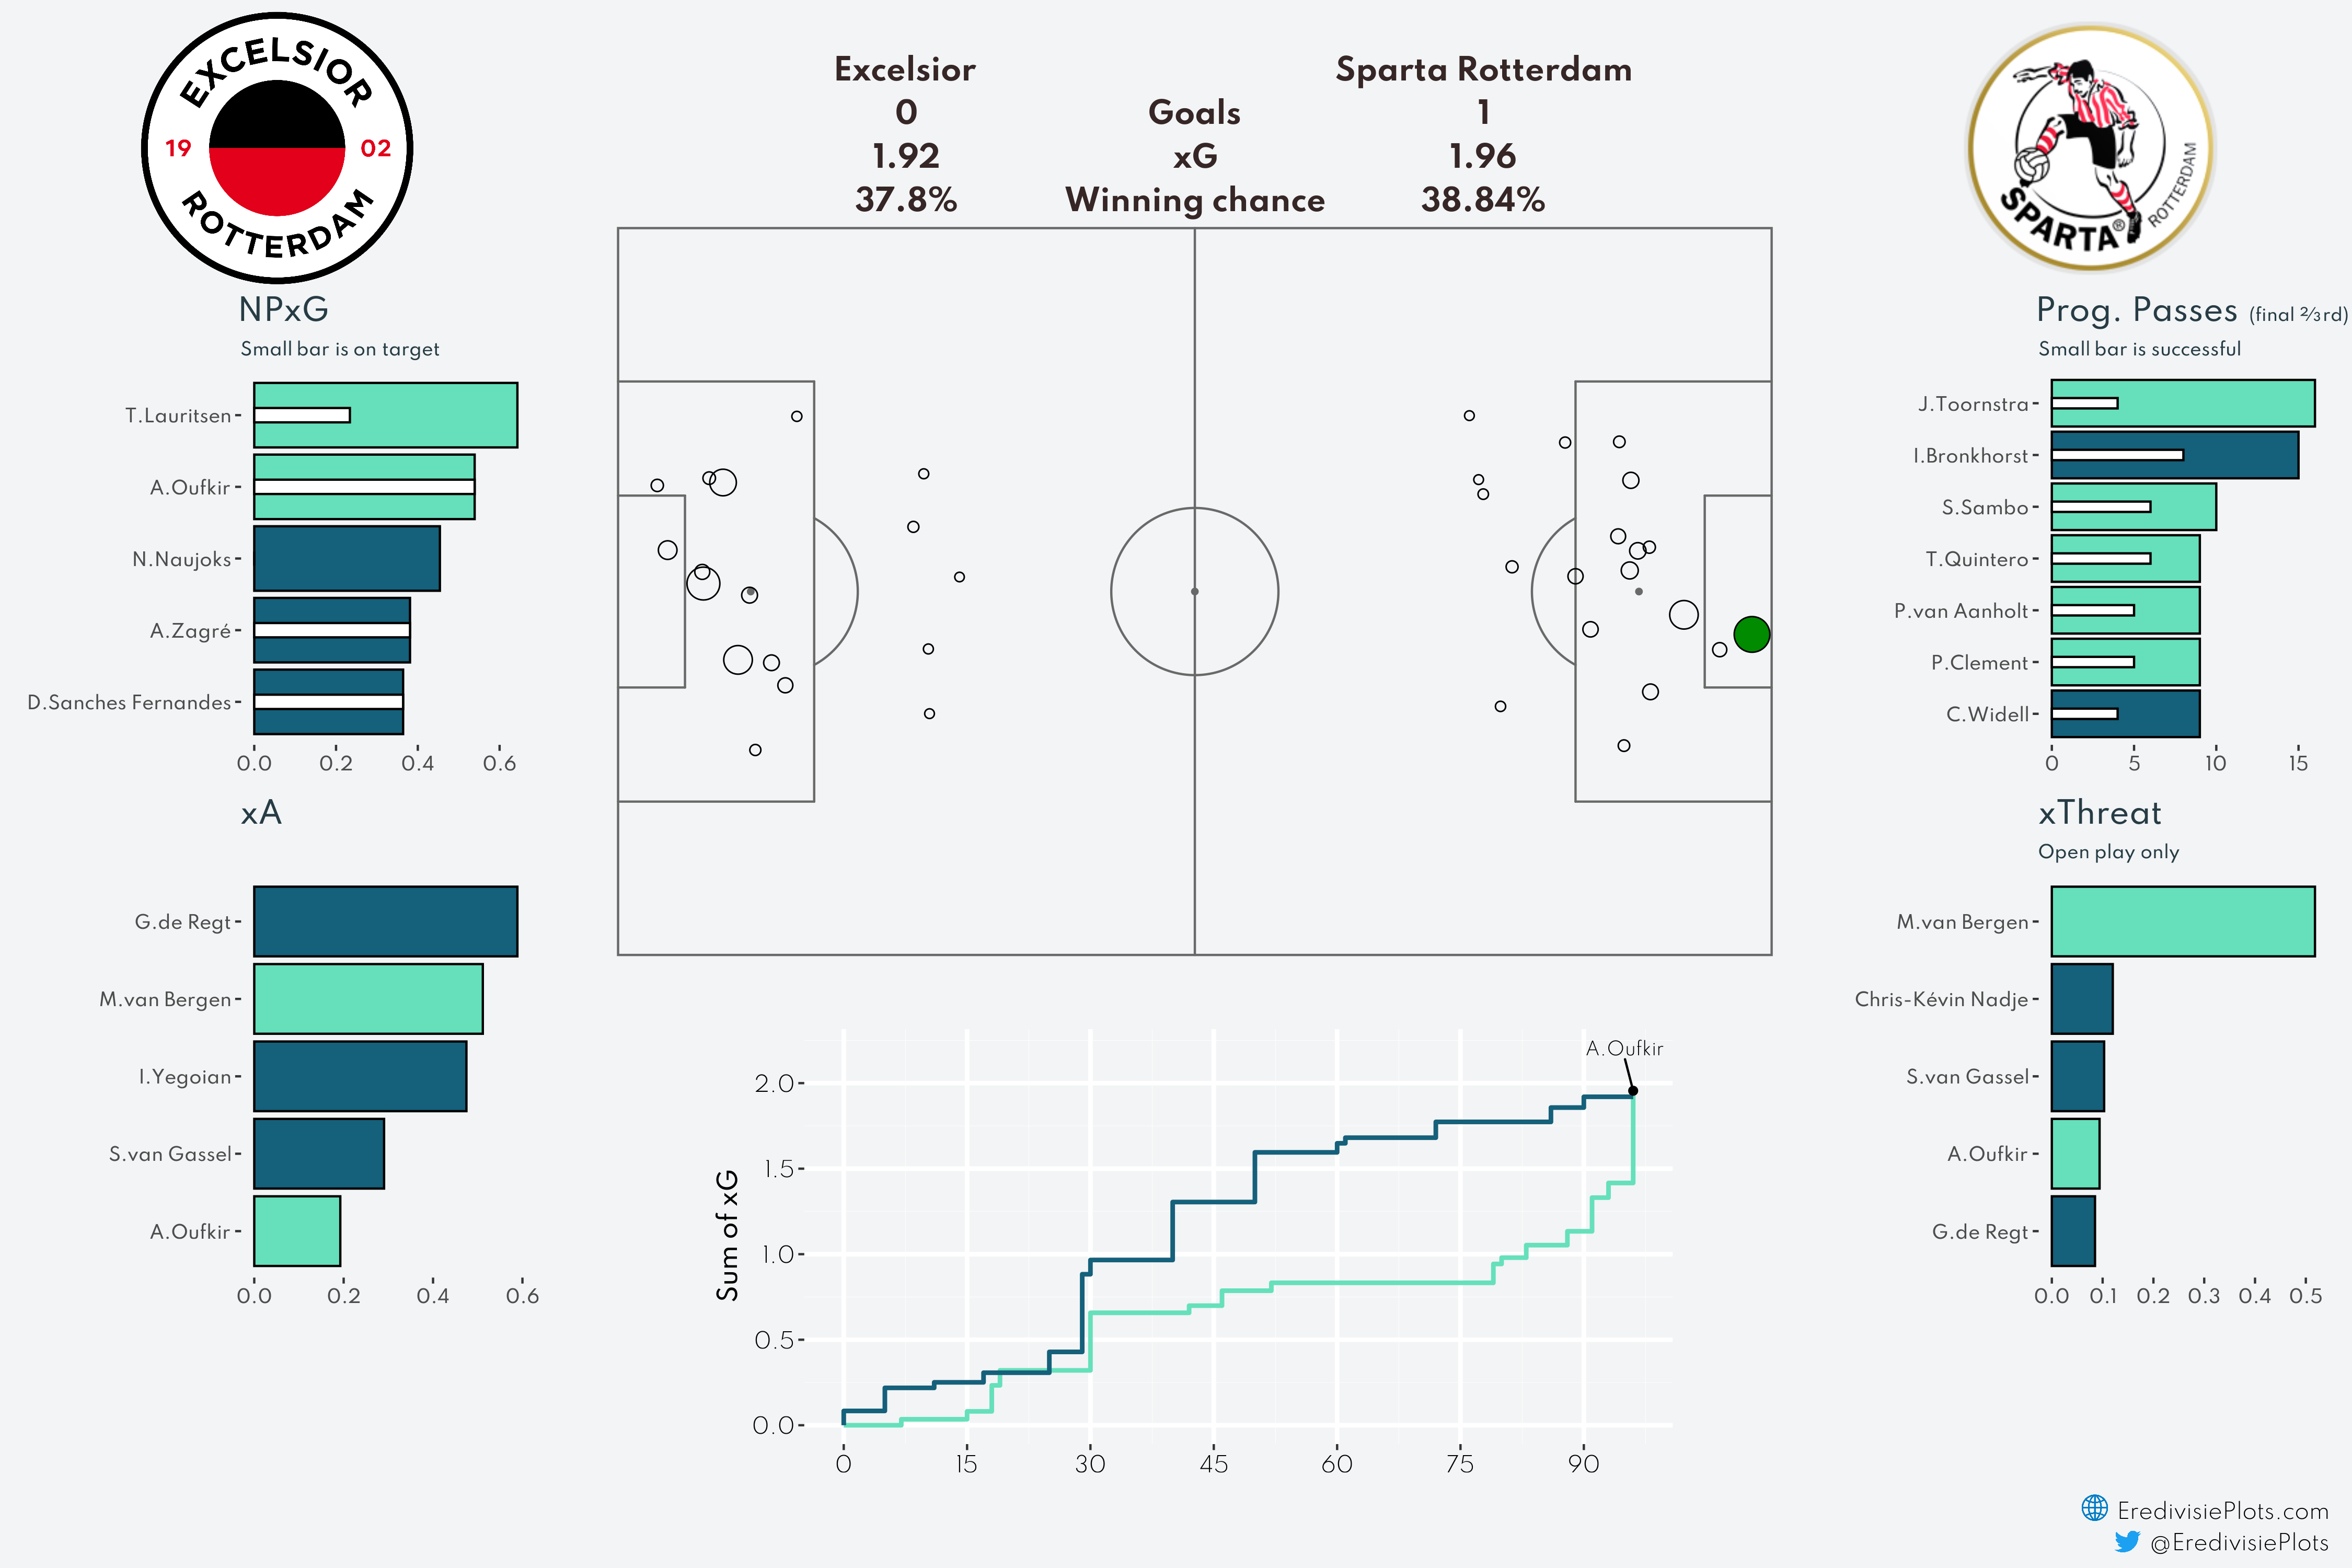 EXCELSIOR
19 02
ROTTERDAM
Excelsior Sparta Rotterdam
0 Goals 1
1.92 xG 1.96
37.8% Winning chance 38.84%
SPARTA®
ROTTERDAM
NPxG
Small bar is on target
T.Lauritsen
A.Oufkir
N.Naujoks
A.Zagré
D.Sanches Fernandes
0.0 0.2 0.4 0.6
xA
G.de Regt
M.van Bergen
I.Yegoian
S.van Gassel
A.Oufkir
0.0 0.2 0.4 0.6
A.Oufkir
Sum of xG
2.0
1.5
1.0
0.5
0.0
0 15 30 45 60 75 90
Prog. Passes (final ⅔rd)
Small bar is successful
J.Toornstra
I.Bronkhorst
S.Sambo
T.Quintero
P.van Aanholt
P.Clement
C.Widell
0 5 10 15
xThreat
Open play only
M.van Bergen
Chris-Kévin Nadje
S.van Gassel
A.Oufkir
G.de Regt
0.0 0.1 0.2 0.3 0.4 0.5
EredivisiePlots.com
@EredivisiePlots